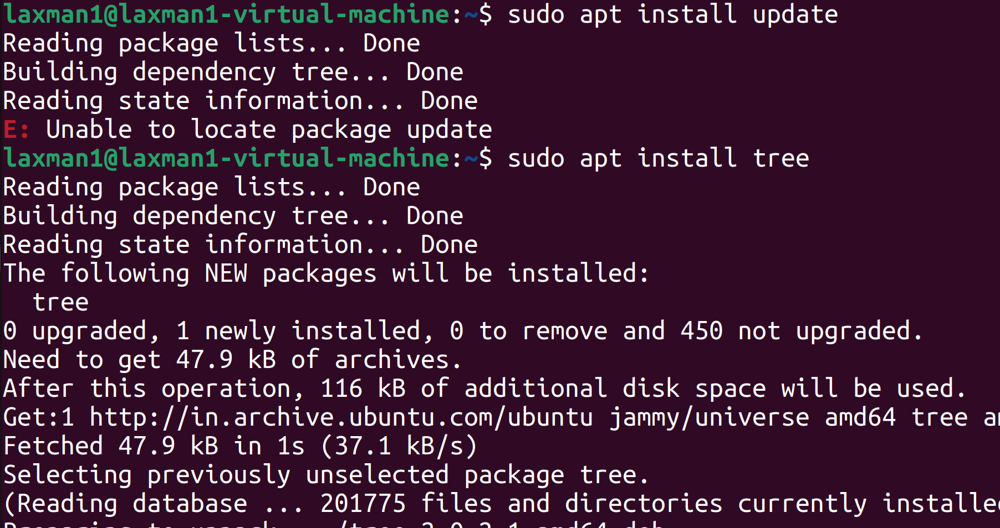 laxman1@laxman1-virtual-machine:~$ sudo apt install update
Reading package lists... Done
Building dependency tree... Done
Reading state information... Done
E: Unable to locate package update
laxman1@laxman1-virtual-machine:~$ sudo apt install tree
Reading package lists... Done
Building dependency tree... Done
Reading state information... Done
The following NEW packages will be installed:
  tree
0 upgraded, 1 newly installed, 0 to remove and 450 not upgraded.
Need to get 47.9 kB of archives.
After this operation, 116 kB of additional disk space will be used.
Get:1 http://in.archive.ubuntu.com/ubuntu jammy/universe amd64 tree
Fetched 47.9 kB in 1s (37.1 kB/s)
Selecting previously unselected package tree.
(Reading database ... 201775 files and directories currently installed
Preparing to unpack